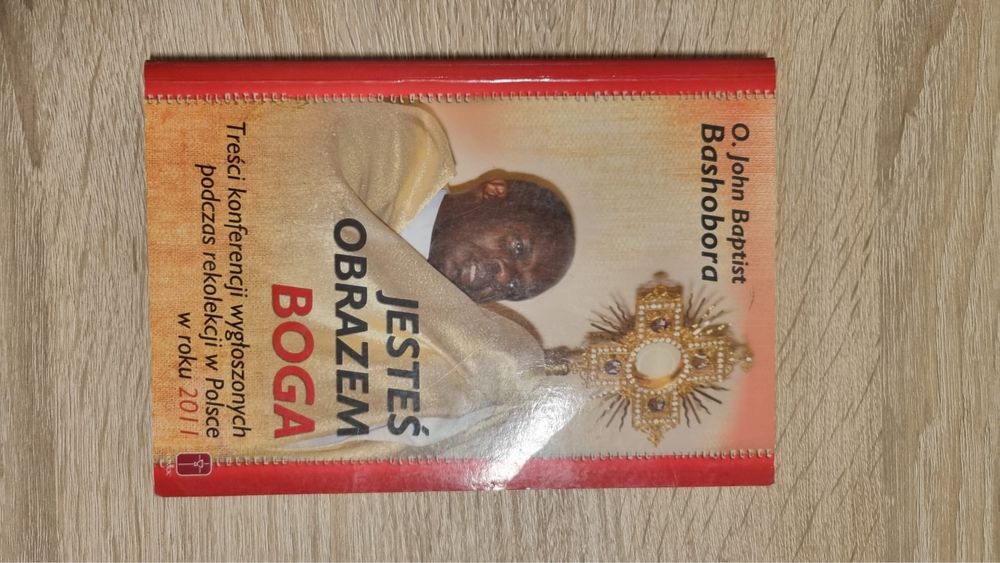 O. John Baptist
Bashobora
JESTEŚ
OBRAZEM
BOGA
Treści konferencji wygłoszonych
podczas rekolekcji w Polsce
w roku 2011